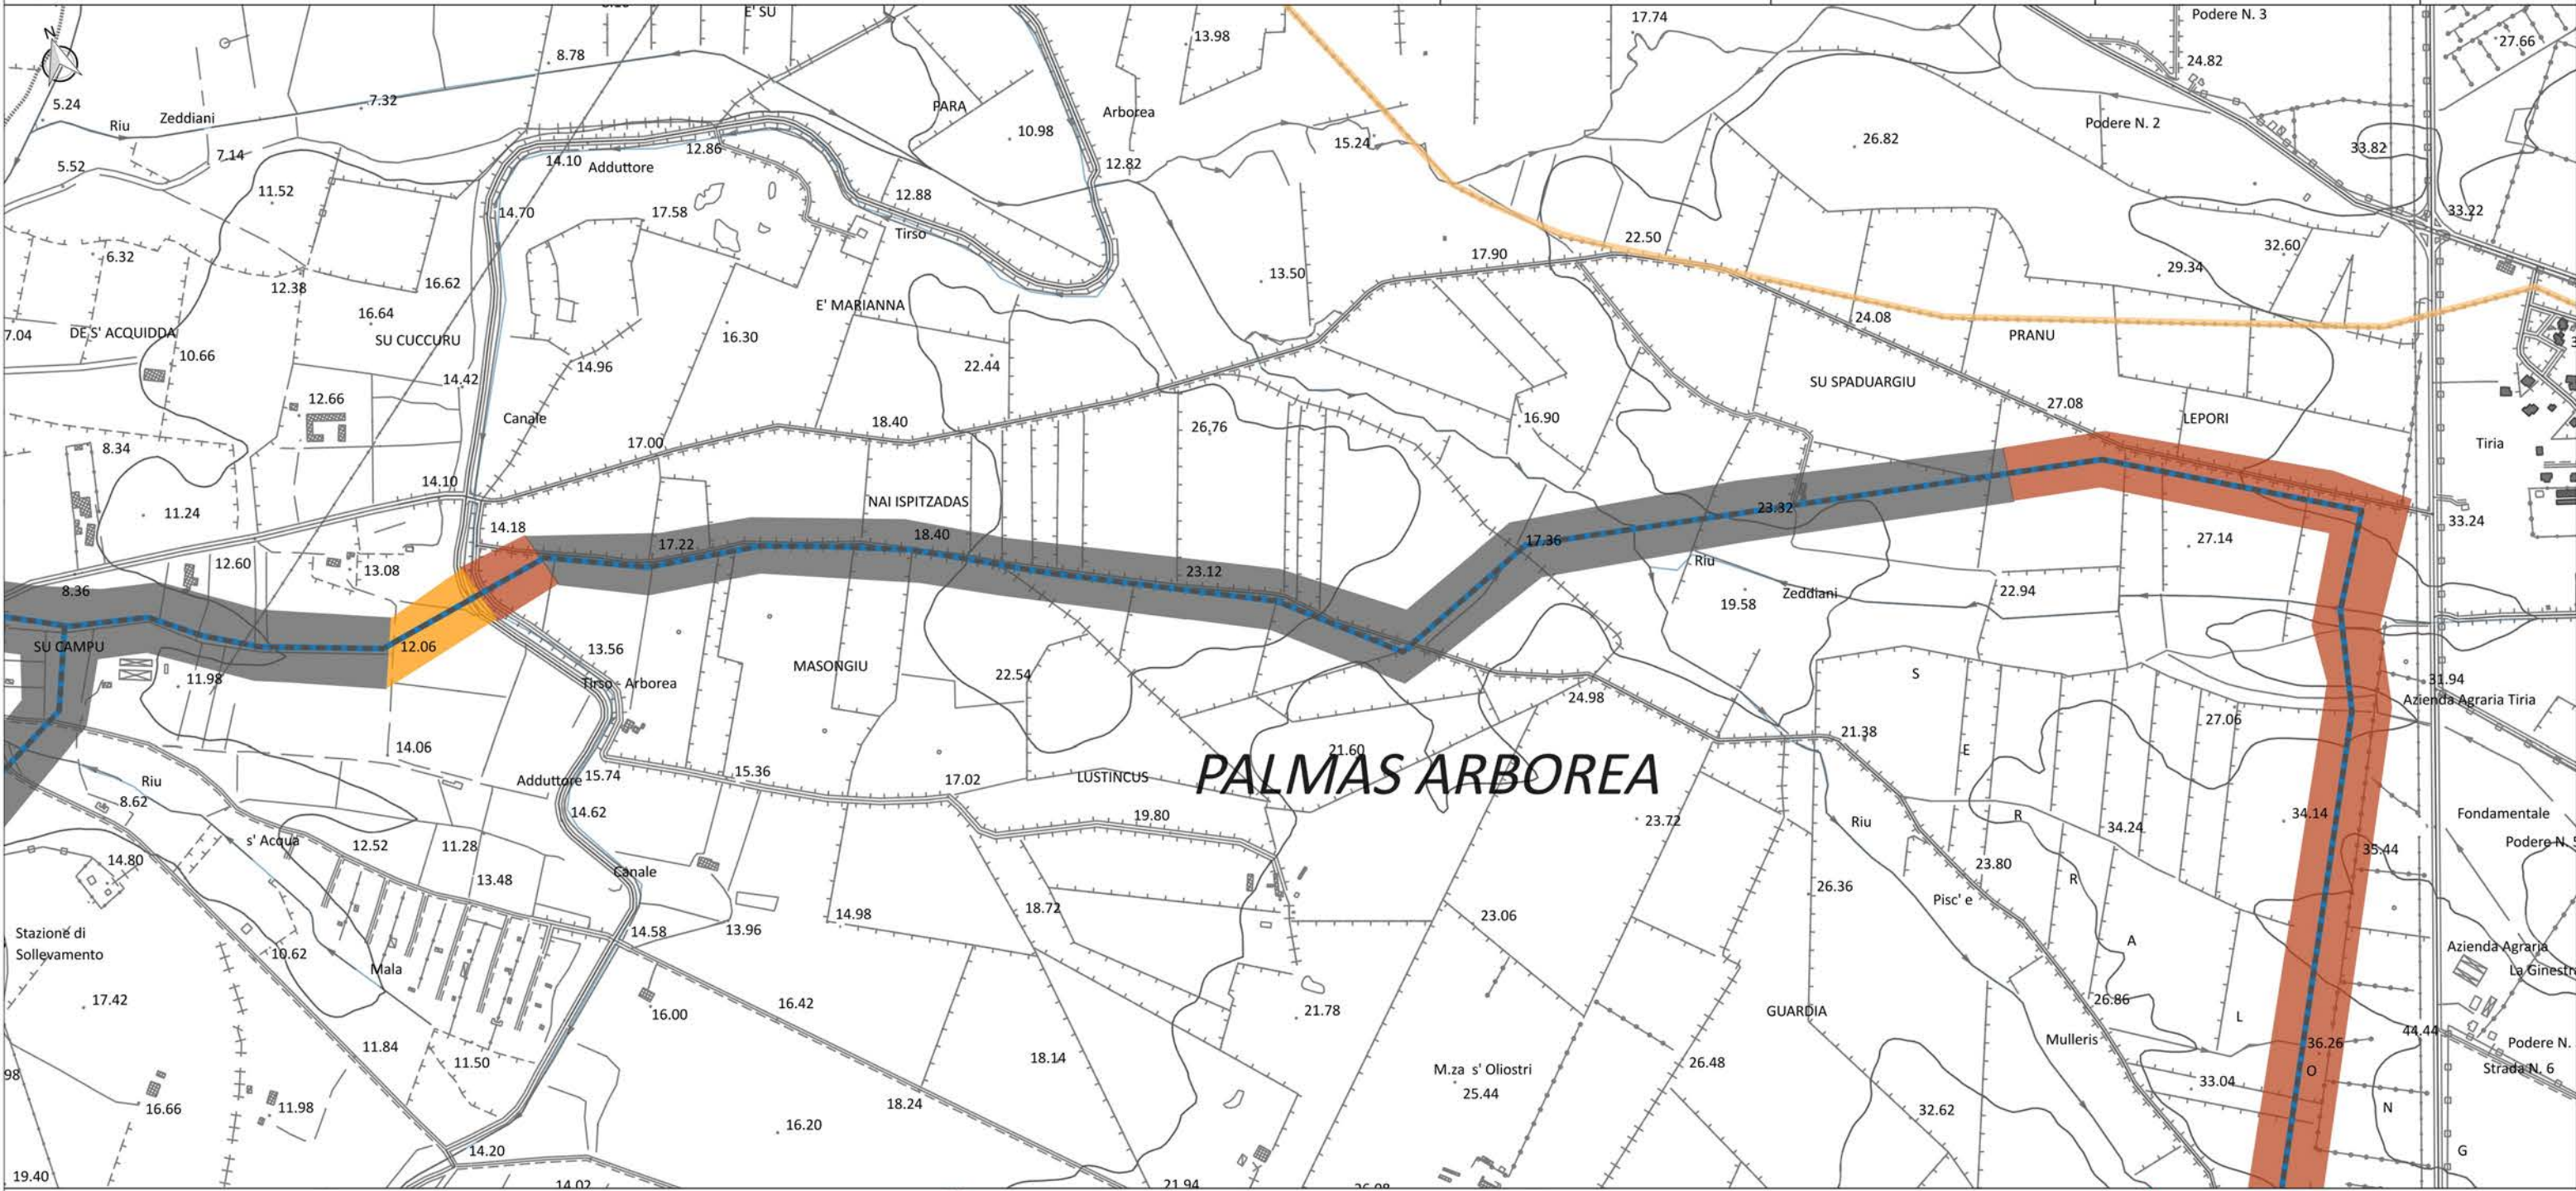 E' SU
17.74
Podere N. 3
13.98
27.66
N
8.78
24.82
5.24
7.32
PARA
Arborea
Riu
Zeddiani
10.98
Podere N. 2
15.24
26.82
33.82
7.14
12.86
14.10
Adduttore
12.82
5.52
11.52
12.88
14.70
17.58
33.22
Tirso
22.50
32.60
6.32
17.90
29.34
12.38
16.62
13.50
E' MARIANNA
16.64
24.08
7.04
DE S' ACQUIDDA
SU CUCCURU
16.30
PRANU
10.66
14.96
22.44
14.42
SU SPADUARGIU
12.66
27.08
Canale
18.40
16.90
LEPORI
26.76
17.00
Tiria
8.34
14.10
NAI ISPITZADAS
11.24
14.18
23.32
33.24
18.40
17.22
17.36
27.14
12.60
13.08
23.12
Riu
8.36
22.94
Zeddiani
19.58
SU CAMPU
12.06
13.56
MASONGIU
22.54
S
11.98
Tirso - Arborea
31.94
24.98
Azienda Agraria Tiria
27.06
21.38
14.06
21.60
E
PALMAS ARBOREA
Riu
Adduttore
15.74
15.36
17.02
LUSTINCUS
8.62
14.62
19.80
R
34.14
Fondamentale
23.72
Riu
34.24
s' Acqua
12.52
11.28
Podere N. 5
35.44
14.80
23.80
Canale
13.48
R
26.36
Pisc' e
18.72
14.98
23.06
13.96
14.58
Stazione di
Sollevamento
A
Azienda Agraria
10.62
Mala
La Ginestra
17.42
26.86
16.42
16.00
21.78
GUARDIA
L
44.44
Mulleris
36.26
Podere N.
11.84
18.14
11.50
26.48
M.za s' Oliostri
O
Strada N. 6
98
33.04
25.44
18.24
16.66
11.98
32.62
N
16.20
14.20
G
19.40
14.02
21.94